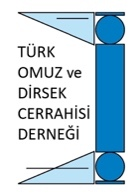 TÜRK
OMUZ ve
DİRSEK
CERRAHİSİ
DERNEĞİ